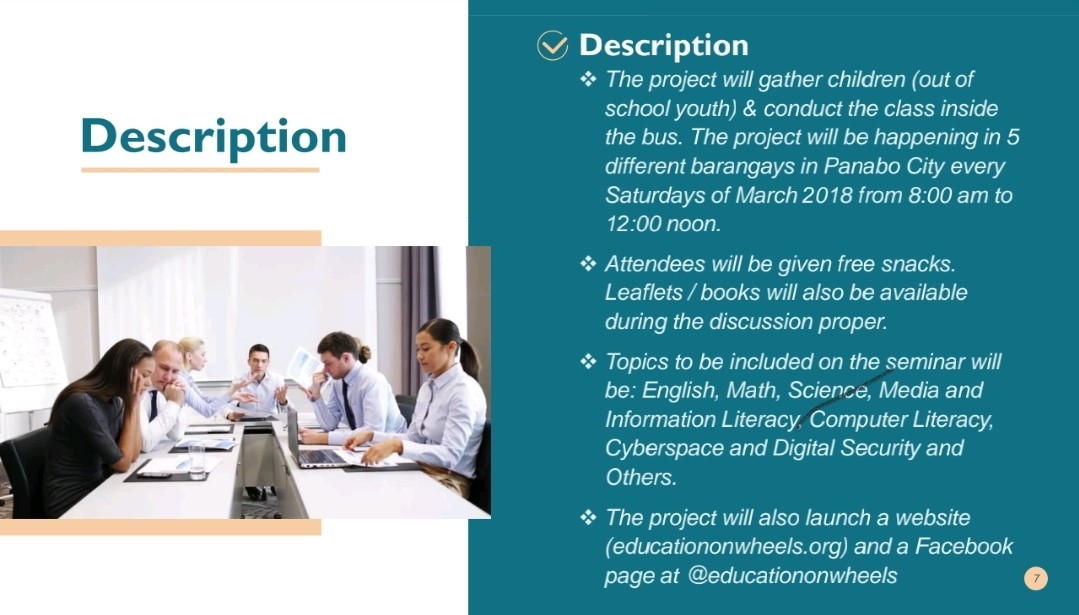 Description
Description
❖ The project will gather children (out of
school youth) & conduct the class inside
the bus. The project will be happening in 5
different barangays in Panabo City every
Saturdays of March 2018 from 8:00 am to
12:00 noon.
❖ Attendees will be given free snacks.
Leaflets / books will also be available
during the discussion proper.
❖ Topics to be included on the seminar will
be: English, Math, Science, Media and
Information Literacy, Computer Literacy,
Cyberspace and Digital Security and
Others.
❖ The project will also launch a website
(educationonwheels.org) and a Facebook
page at @educationonwheels
7